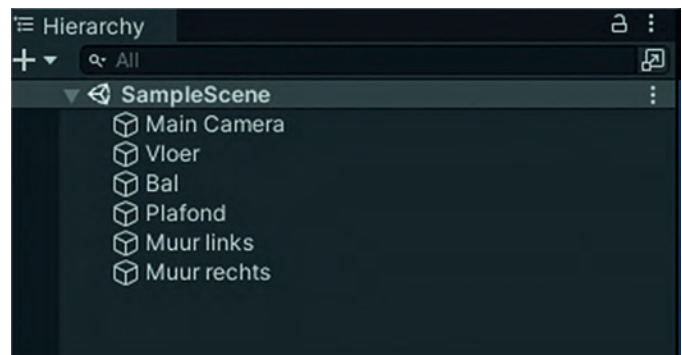 Hierarchy
All
SampleScene
Main Camera
Vloer
Bal
Plafond
Muur links
Muur rechts